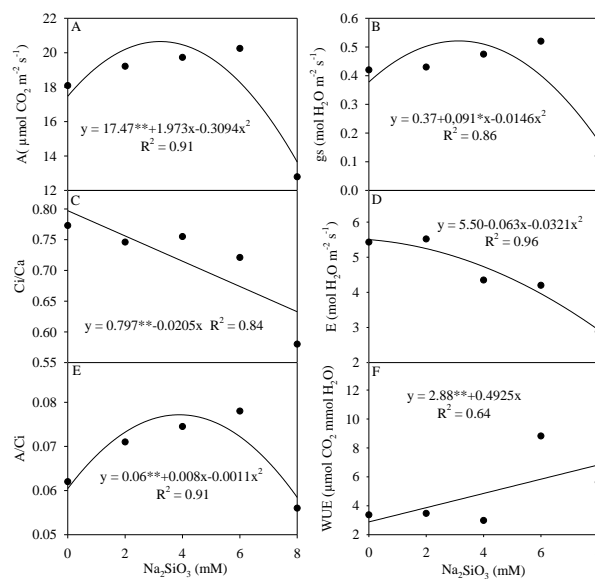 A
A( µmol CO2 m-2 s-1)
22
20
18
16
14
12
y = 17.47**+1.973x-0.3094x2
R2 = 0.91
B
gs (mol H2O m-2 s-1)
0.6
0.5
0.4
0.3
0.2
0.1
0.0
y = 0.37+0,091*x-0.0146x2
R2 = 0.86
C
Ci/Ca
0.80
0.75
0.70
0.65
0.60
0.55
y = 0.797**-0.0205x R2 = 0.84
D
E (mol H2O m-2 s-1)
6
5
4
3
2
y = 5.50-0-063x-0.0321x2
R2 = 0.96
E
A/Ci
0.08
0.07
0.06
0.05
y = 0.06**+0.008x-0.0011x2
R2 = 0.91
0 2 4 6 8
Na2SiO3 (mM)
F
WUE (µmol CO2 mmol H2O)
12
10
8
6
4
2
y = 2.88**+0.4925x
R2 = 0.64
0 2 4 6
Na2SiO3 (mM)